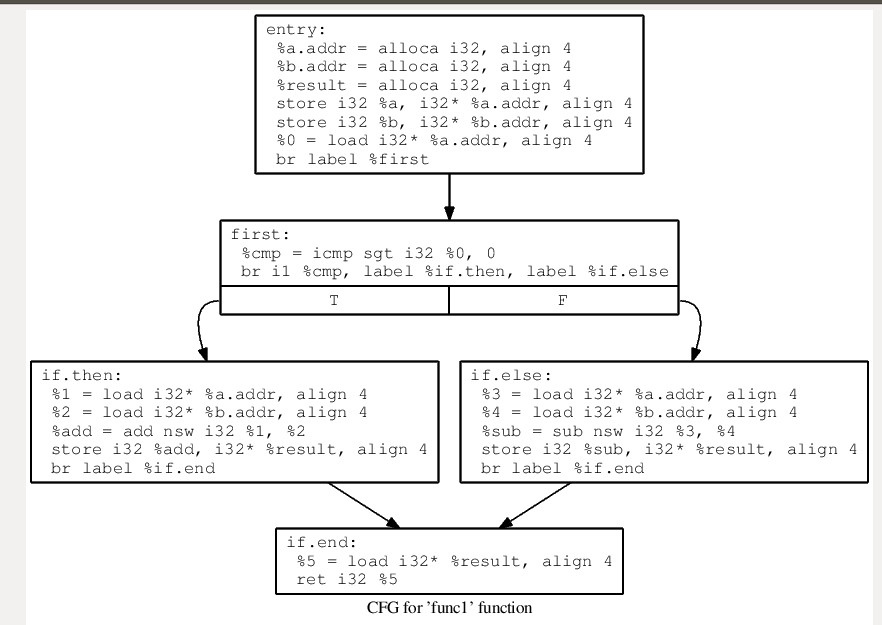 entry:
%a.addr = alloca i32, align 4
%b.addr = alloca i32, align 4
%result = alloca i32, align 4
store i32 %a, i32* %a.addr, align 4
store i32 %b, i32* %b.addr, align 4
%0 = load i32* %a.addr, align 4
br label %first
first:
%cmp = icmp sgt i32 %0, 0
br i1 %cmp, label %if.then, label %if.else
T
F
if.then:
%1 = load i32* %a.addr, align 4
%2 = load i32* %b.addr, align 4
%add = add nsw i32 %1, %2
store i32 %add, i32* %result, align 4
br label %if.end
if.else:
%3 = load i32* %a.addr, align 4
%4 = load i32* %b.addr, align 4
%sub = sub nsw i32 %3, %4
store i32 %sub, i32* %result, align 4
br label %if.end
if.end:
%5 = load i32* %result, align 4
ret i32 %5
CFG for 'func1' function